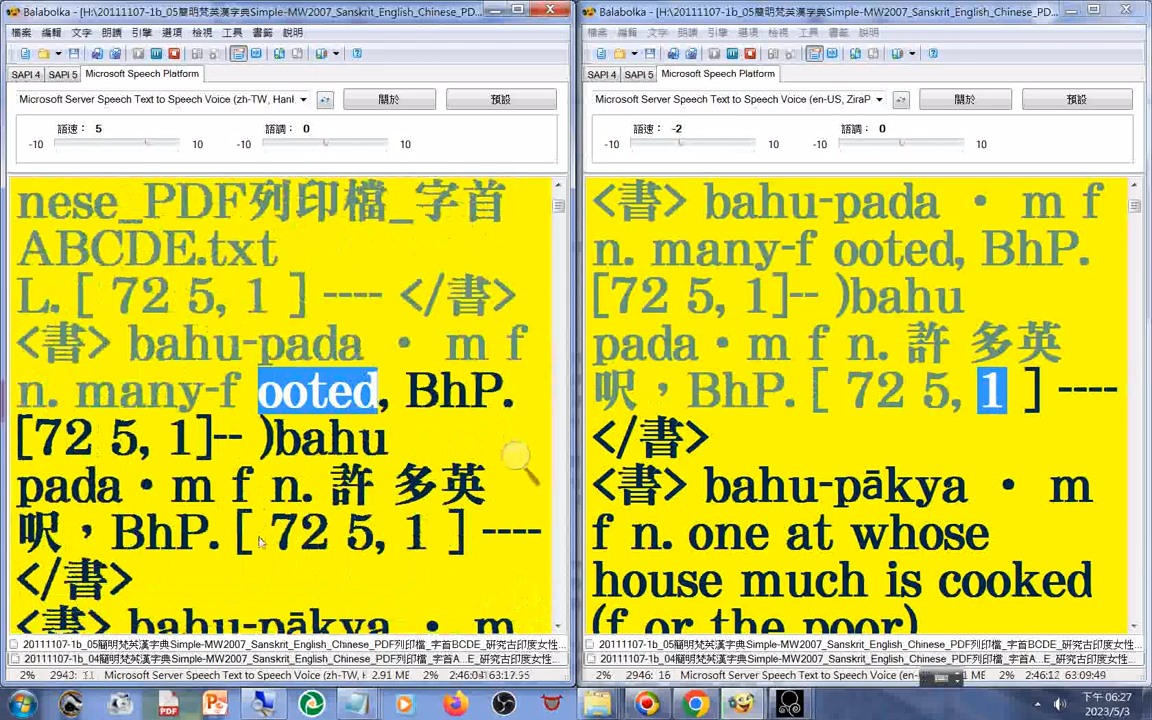 Balabolka - [H:\20111107-1b_05簡明梵英漢字典Simple-MW2007_Sanskrit_English_Chinese_PD...
檔案 編輯 文字 朗讀 引擎 選項 檢視 工具 書籤 說明
SAPI 4 SAPI 5 Microsoft Speech Platform
Microsoft Server Speech Text to Speech Voice (zh-TW, Hanl 關於 預設
語速: 5 語調: 0
-10 10 -10 10
nese_PDF列印檔_字首
ABCDE.txt
L. [ 72 5, 1 ] ---- </書>
<書> bahu-pada • m f
n. many-f ooted, BhP.
[72 5, 1]-- )bahu
pada • m f n. 許 多英
呎，BhP. [ 72 5, 1 ] ----
</書>
<書> bahu-pākya • m
20111107-1b_05簡明梵英漢字典Simple-MW2007_Sanskrit_English_Chinese_PDF列印檔_字首BCDE_研究古印度女性...
20111107-1b_04簡明梵英漢字典Simple-MW2007_Sanskrit_English_Chinese_PDF列印檔_字首A...E_研究古印度女性...
2% 2943: 11 Microsoft Server Speech Text to Speech Voice (zh-TW, H 2.91 MB 2%
Balabolka - [H:\20111107-1b_05簡明梵英漢字典Simple-MW2007_Sanskrit_English_Chinese_PD...
檔案 編輯 文字 朗讀 引擎 選項 檢視 工具 書籤 說明
SAPI 4 SAPI 5 Microsoft Speech Platform
Microsoft Server Speech Text to Speech Voice (en-US, ZiraP 關於 預設
語速: -2 語調: 0
-10 10 -10 10
<書> bahu-pada • m f
n. many-f ooted, BhP.
[72 5, 1]-- )bahu
pada • m f n. 許 多英
呎，BhP. [ 72 5, 1 ] ----
</書>
<書> bahu-pākya • m
f n. one at whose
house much is cooked
(f or the poor)
20111107-1b_05簡明梵英漢字典Simple-MW2007_Sanskrit_English_Chinese_PDF列印檔_字首BCDE_研究古印度女性...
20111107-1b_04簡明梵英漢字典Simple-MW2007_Sanskrit_English_Chinese_PDF列印檔_字首A...E_研究古印度女性...
2% 2946: 16 Microsoft Server Speech Text to Speech Voice (en-US, 2%
下午 06:27
2023/5/3